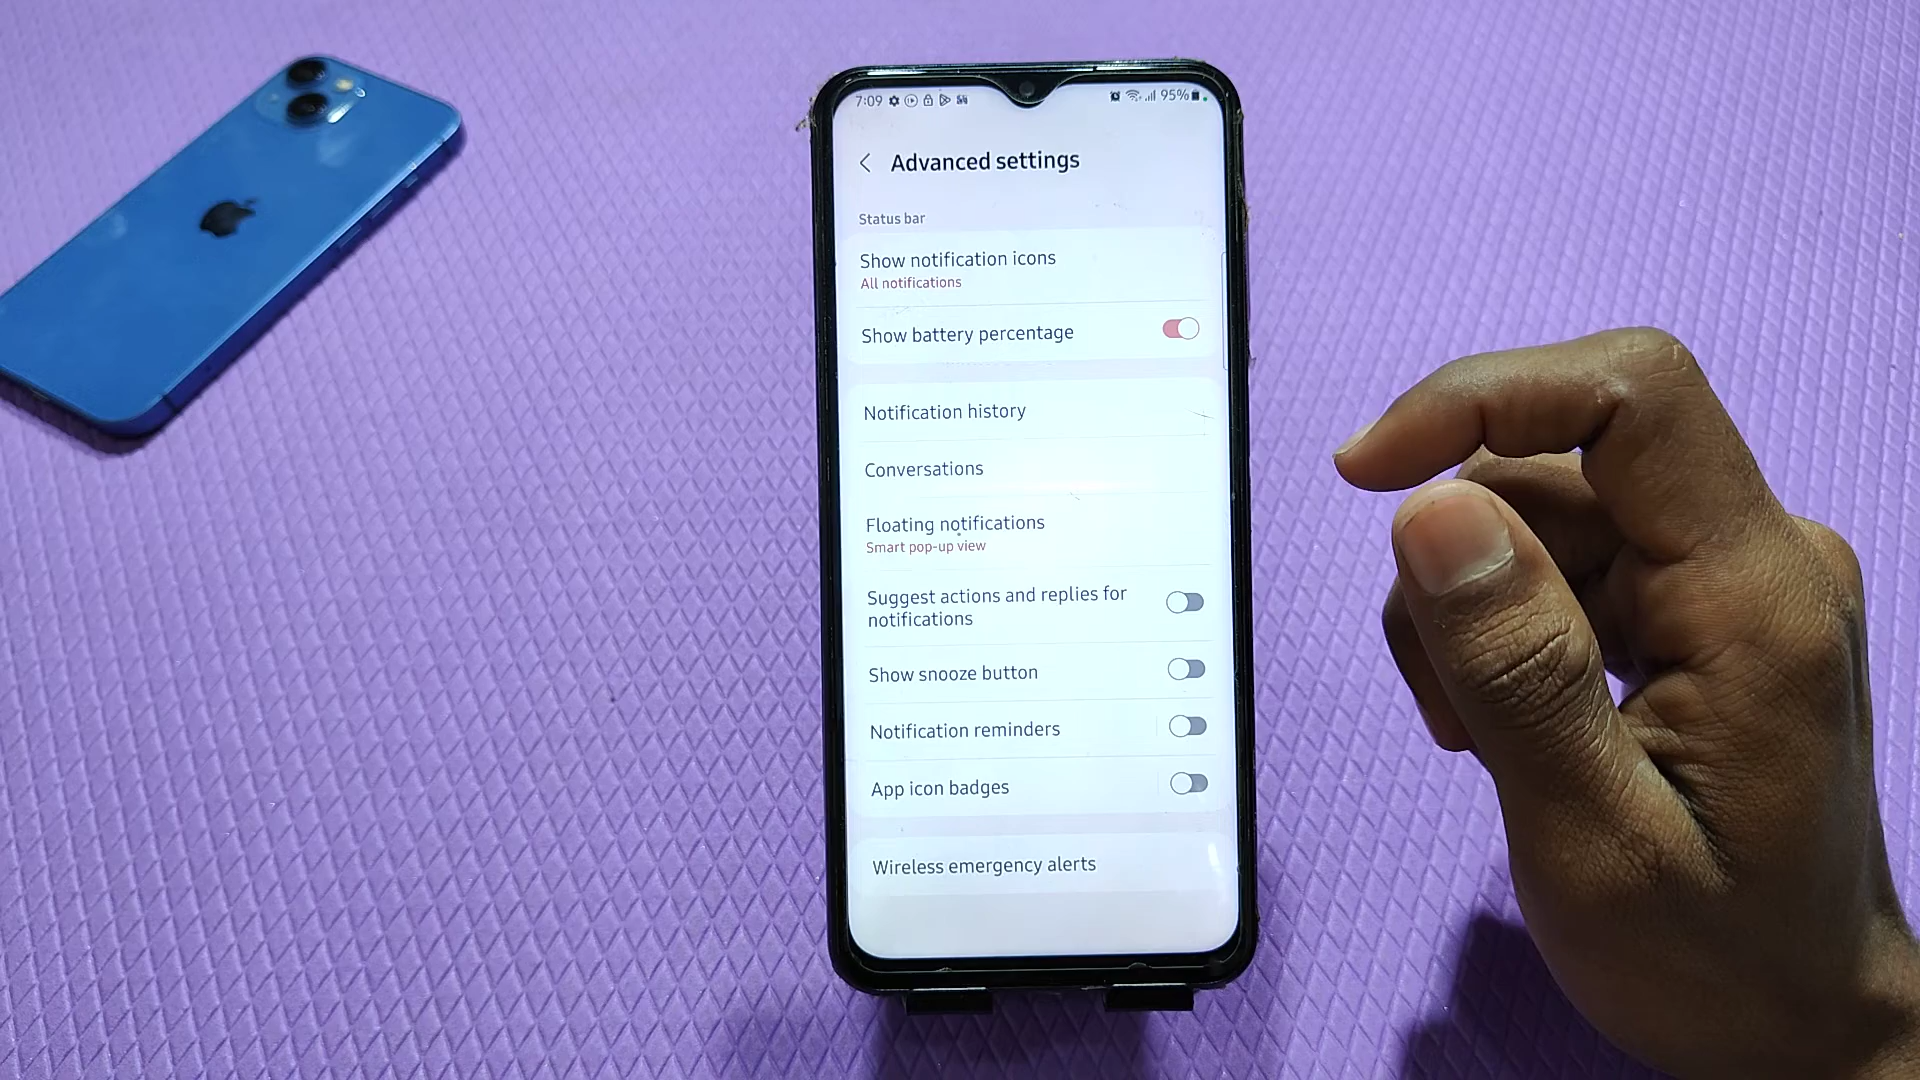 7:09 95%
Advanced settings
Status bar
Show notification icons
All notifications
Show battery percentage
Notification history
Conversations
Floating notifications
Smart pop-up view
Suggest actions and replies for
notifications
Show snooze button
Notification reminders
App icon badges
Wireless emergency alerts